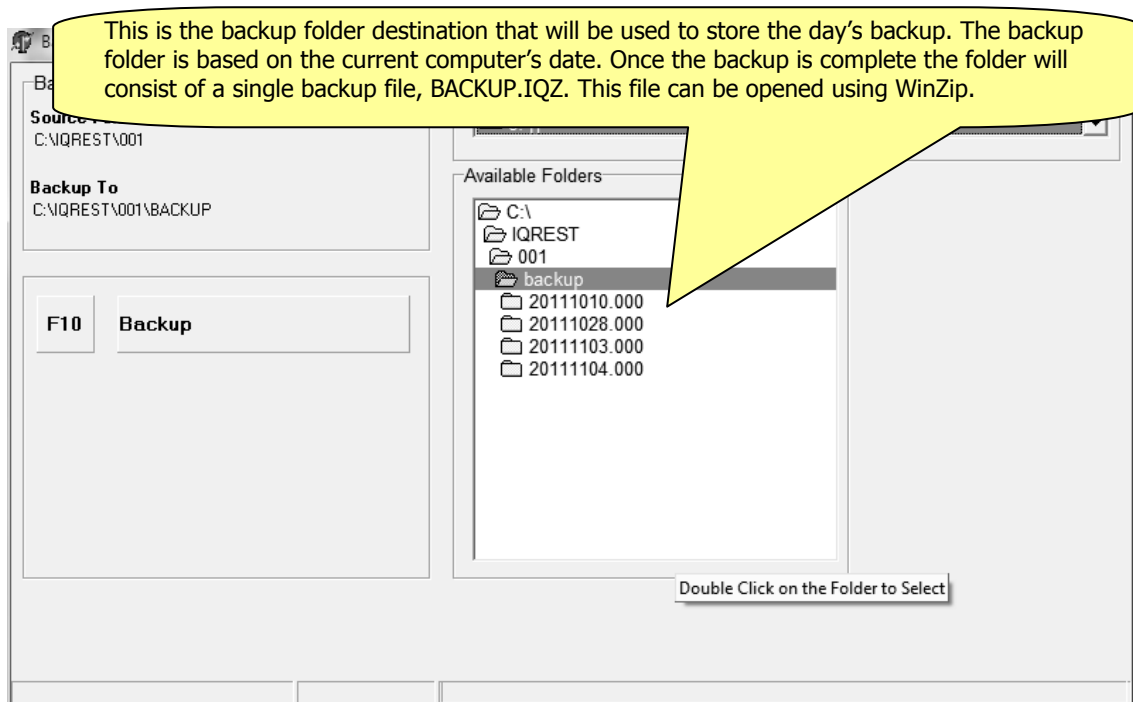 This is the backup folder destination that will be used to store the day's backup. The backup
folder is based on the current computer's date. Once the backup is complete the folder will
consist of a single backup file, BACKUP.IQZ. This file can be opened using WinZip.
C:\IQREST\001
Backup To
C:\IQREST\001\BACKUP
F10 Backup
Available Folders
C:\
IQREST
001
backup
20111010.000
20111028.000
20111103.000
20111104.000
Double Click on the Folder to Select